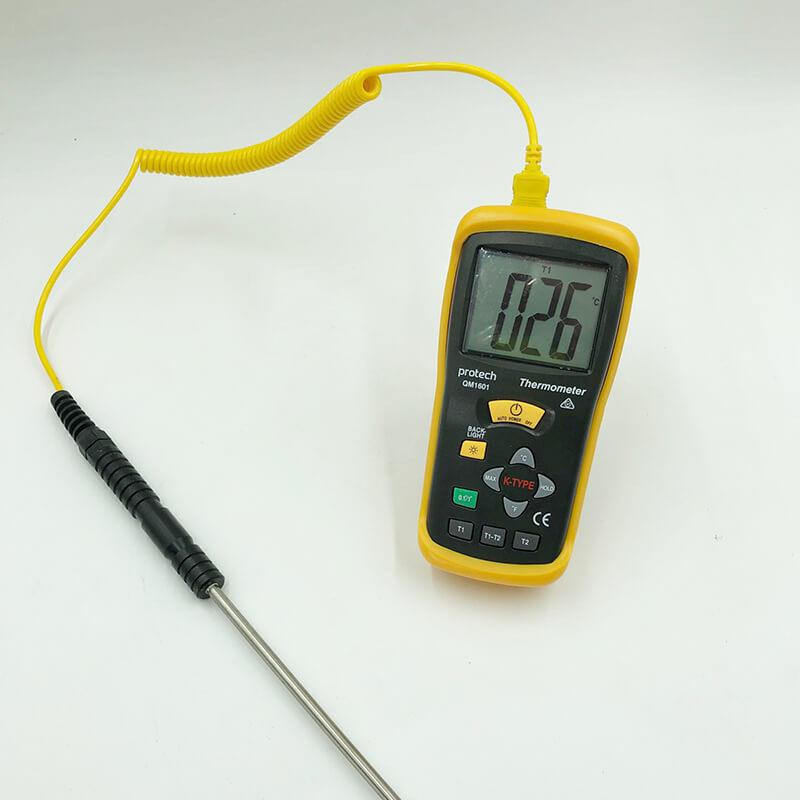 T1
026 °C
protech
Thermometer
QM1601
AUTO POWER OFF
BACK-
LIGHT
°C
MAX
K-TYPE
HOLD
0.1/1°
°F
CE
T1
T1-T2
T2